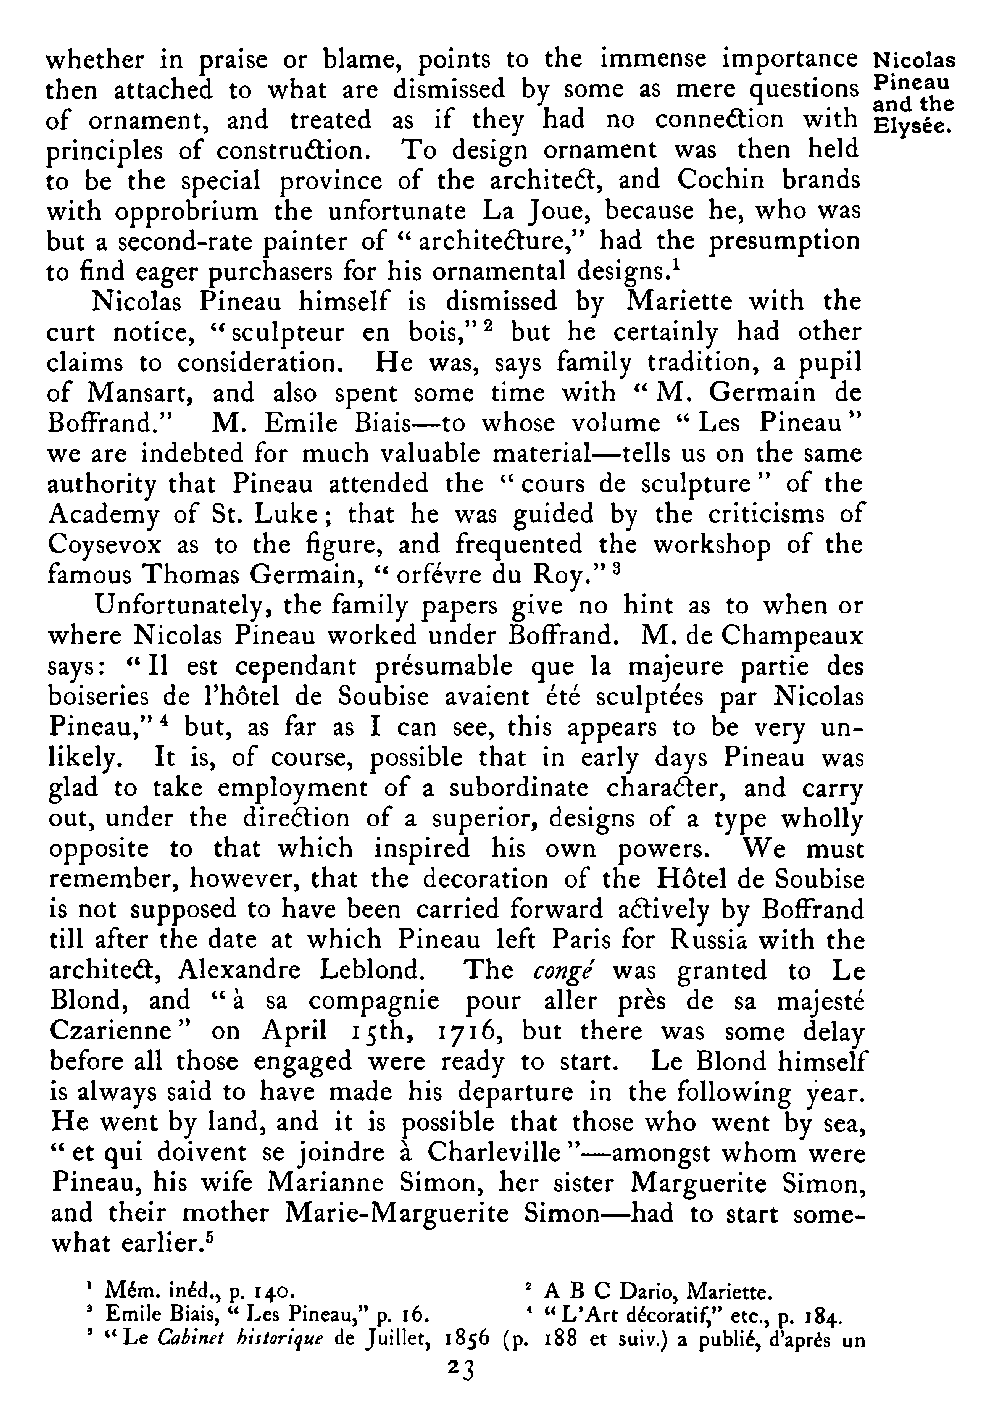 whether in praise or blame, points to the immense importance
then attached to what are dismissed by some as mere questions
of ornament, and treated as if they had no connection with
principles of construction. To design ornament was then held
to be the special province of the architect, and Cochin brands
with opprobrium the unfortunate La Joue, because he, who was
but a second-rate painter of “ architecture,” had the presumption
to find eager purchasers for his ornamental designs.¹
Nicolas
Pineau
and the
Elysée.
Nicolas Pineau himself is dismissed by Mariette with the
curt notice, “ sculpteur en bois,” ² but he certainly had other
claims to consideration. He was, says family tradition, a pupil
of Mansart, and also spent some time with “ M. Germain de
Boffrand.” M. Emile Biais—to whose volume “ Les Pineau ”
we are indebted for much valuable material—tells us on the same
authority that Pineau attended the “ cours de sculpture ” of the
Academy of St. Luke ; that he was guided by the criticisms of
Coysevox as to the figure, and frequented the workshop of the
famous Thomas Germain, “ orfévre du Roy.” ³
Unfortunately, the family papers give no hint as to when or
where Nicolas Pineau worked under Boffrand. M. de Champeaux
says : “ Il est cependant présumable que la majeure partie des
boiseries de l’hôtel de Soubise avaient été sculptées par Nicolas
Pineau,” ⁴ but, as far as I can see, this appears to be very un-
likely. It is, of course, possible that in early days Pineau was
glad to take employment of a subordinate character, and carry
out, under the direction of a superior, designs of a type wholly
opposite to that which inspired his own powers. We must
remember, however, that the decoration of the Hôtel de Soubise
is not supposed to have been carried forward actively by Boffrand
till after the date at which Pineau left Paris for Russia with the
architect, Alexandre Leblond. The congé was granted to Le
Blond, and “ à sa compagnie pour aller près de sa majesté
Czarienne ” on April 15th, 1716, but there was some delay
before all those engaged were ready to start. Le Blond himself
is always said to have made his departure in the following year.
He went by land, and it is possible that those who went by sea,
“ et qui doivent se joindre à Charleville ”—amongst whom were
Pineau, his wife Marianne Simon, her sister Marguerite Simon,
and their mother Marie-Marguerite Simon—had to start some-
what earlier.⁵
¹ Mém. inéd., p. 140.
² A B C Dario, Mariette.
³ Emile Biais, “ Les Pineau,” p. 16.
⁴ “ L’Art décoratif,” etc., p. 184.
⁵ “ Le Cabinet historique de Juillet, 1856 (p. 188 et suiv.) a publié, d’après un
23